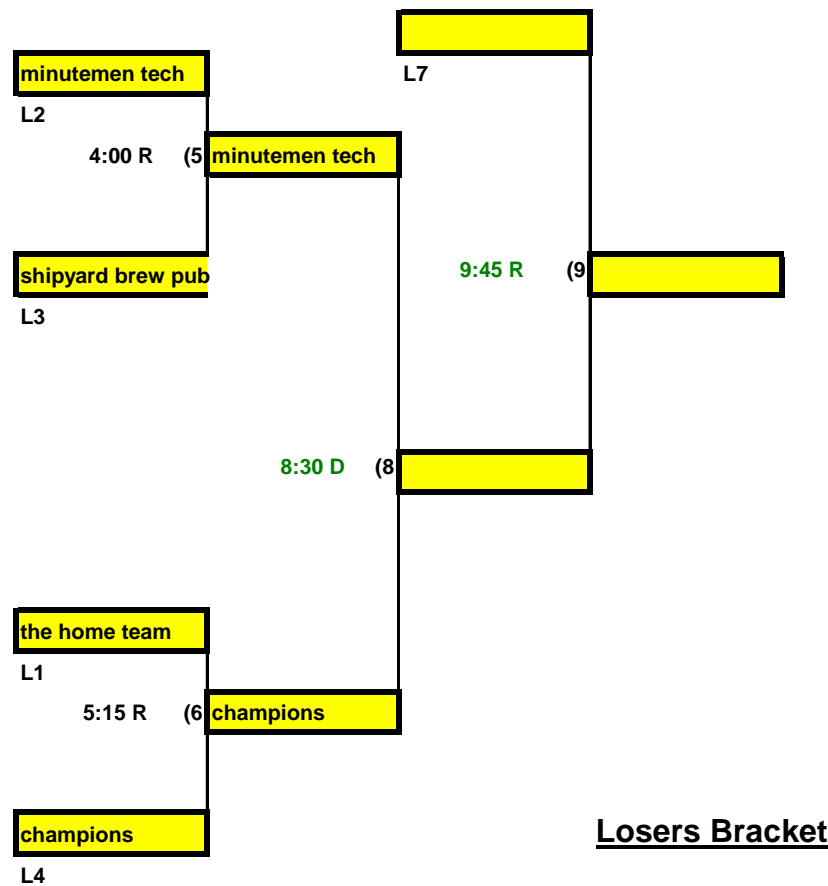 minutemen tech
L7
L2
4:00 R (5 minutemen tech
shipyard brew pub
9:45 R (9
L3
8:30 D (8
the home team
L1
5:15 R (6 champions
champions
Losers Bracket
L4